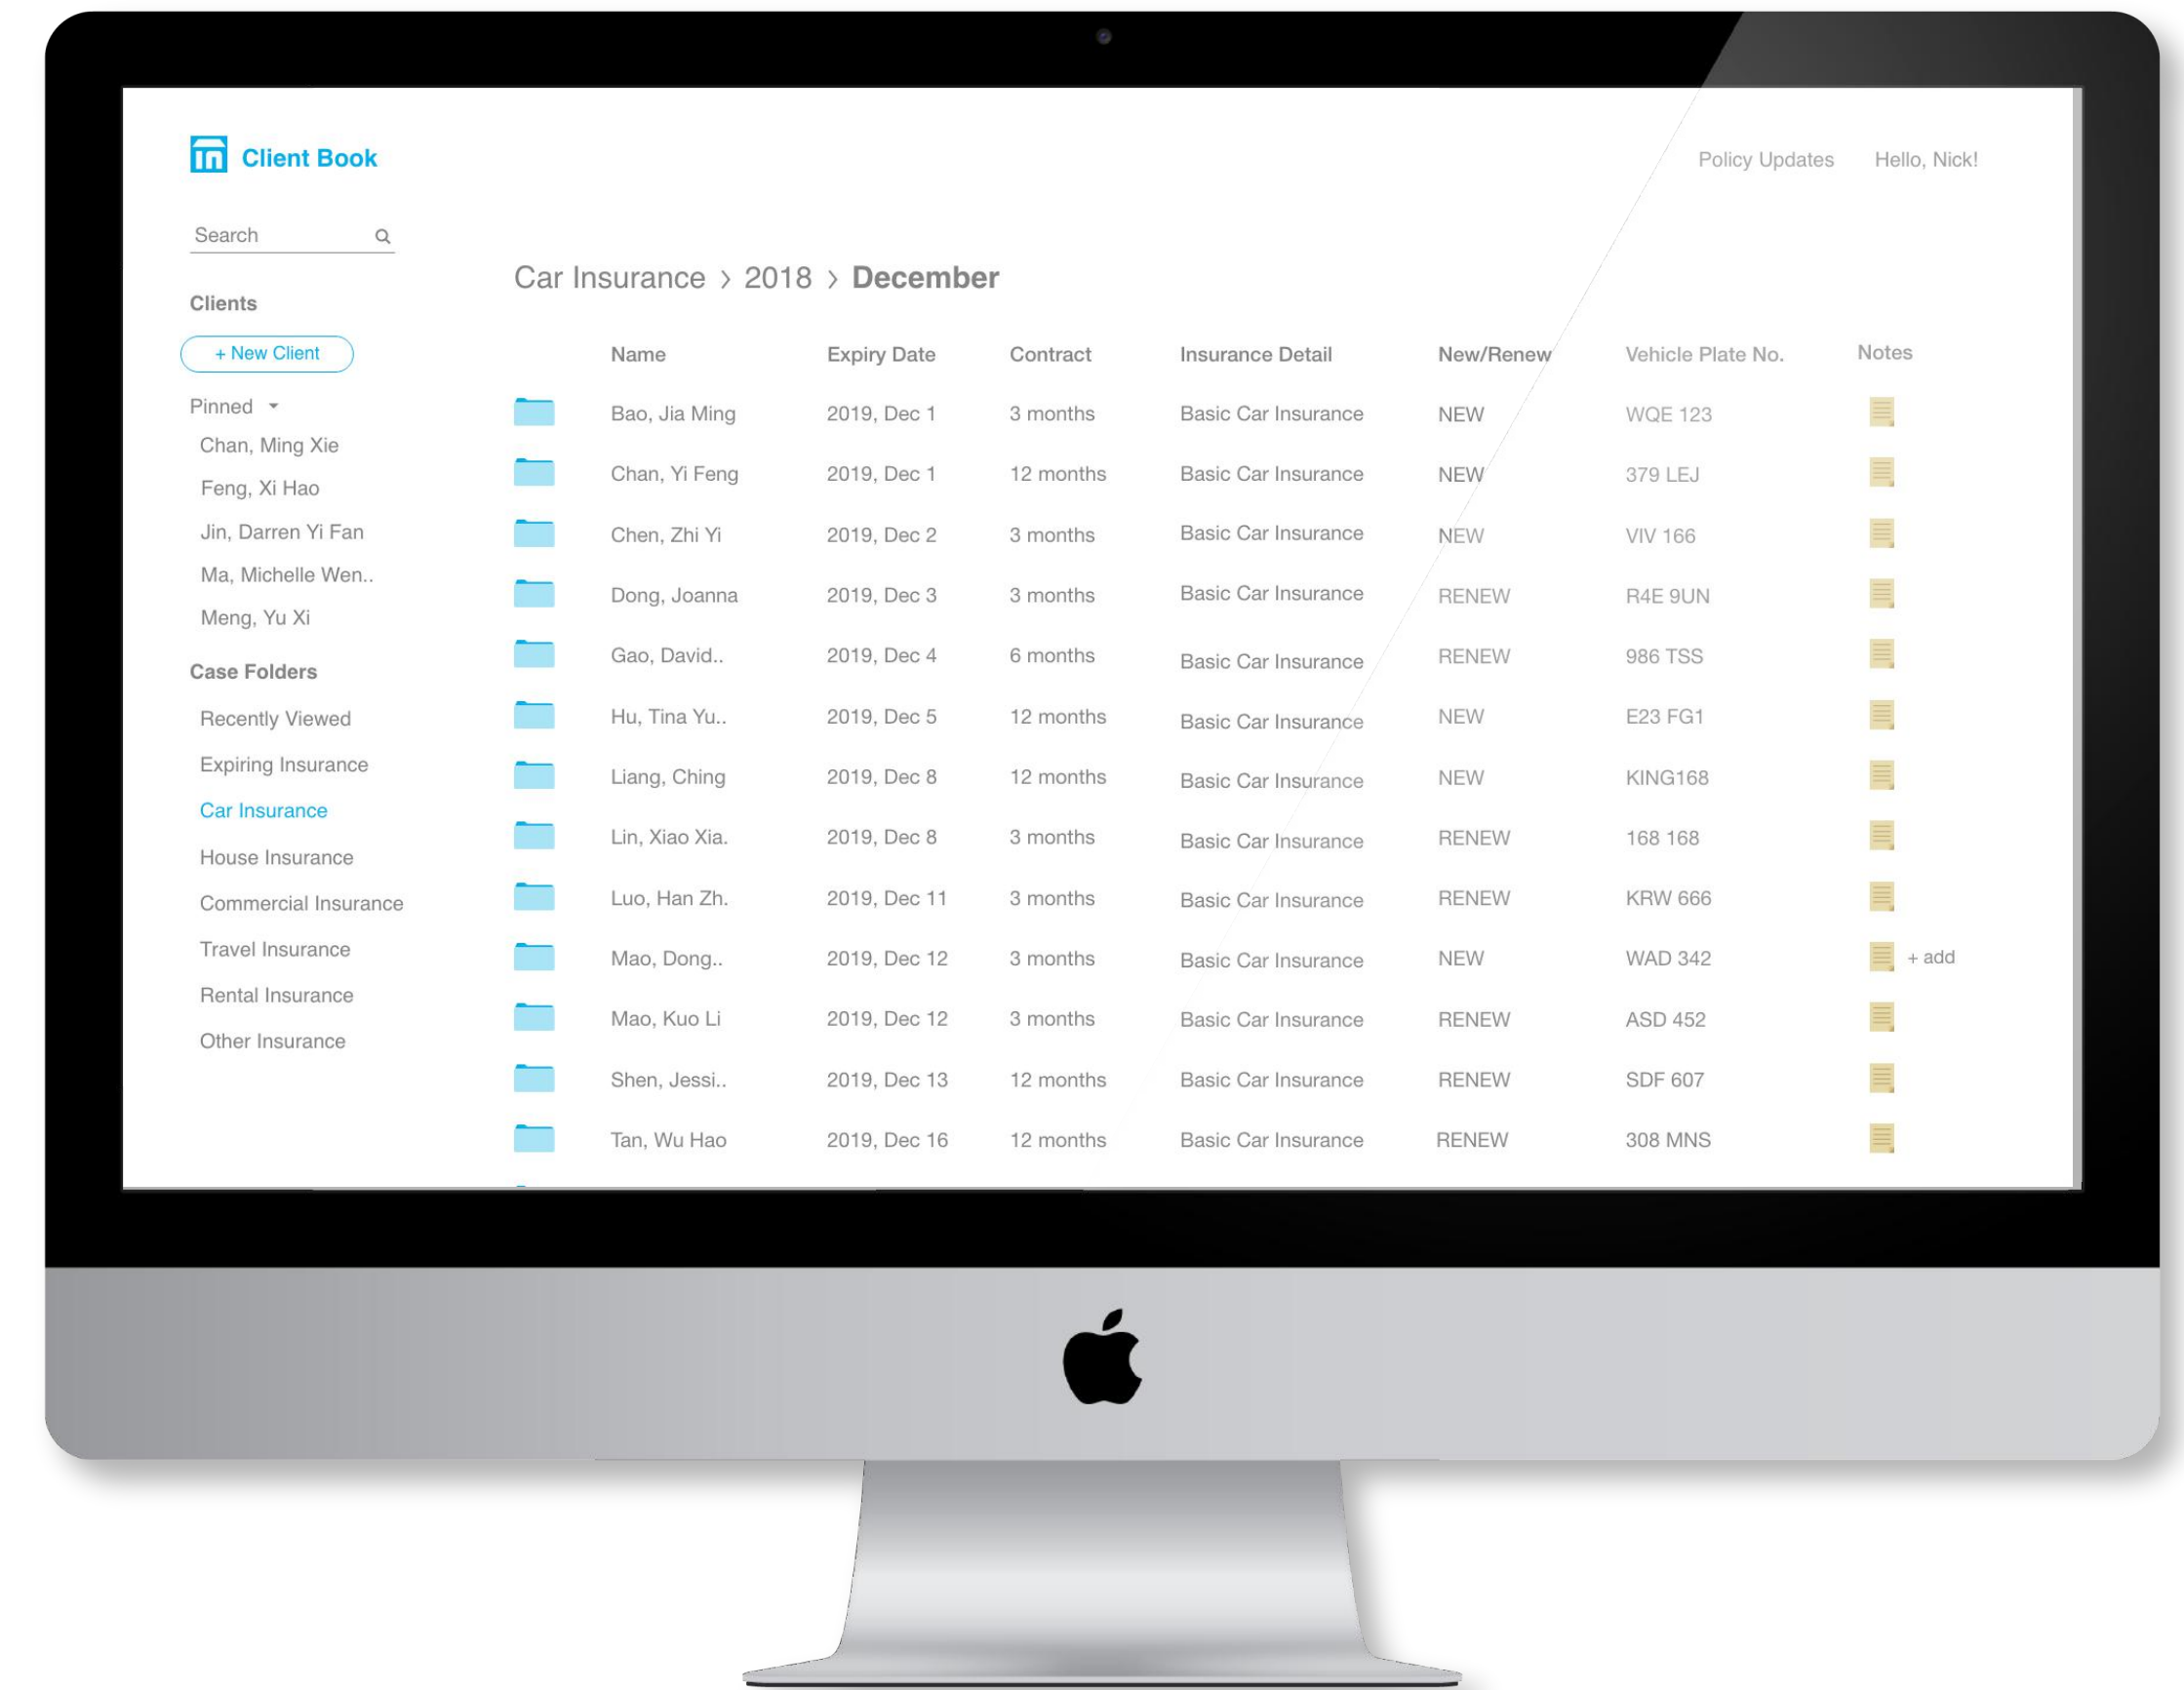 Client Book
Policy Updates Hello, Nick!
Search
Clients
+ New Client
Pinned
Chan, Ming Xie
Feng, Xi Hao
Jin, Darren Yi Fan
Ma, Michelle Wen..
Meng, Yu Xi
Case Folders
Recently Viewed
Expiring Insurance
Car Insurance
House Insurance
Commercial Insurance
Travel Insurance
Rental Insurance
Other Insurance
Car Insurance > 2018 > December
Name Expiry Date Contract Insurance Detail New/Renew Vehicle Plate No. Notes
Bao, Jia Ming 2019, Dec 1 3 months Basic Car Insurance NEW WQE 123
Chan, Yi Feng 2019, Dec 1 12 months Basic Car Insurance NEW 379 LEJ
Chen, Zhi Yi 2019, Dec 2 3 months Basic Car Insurance NEW VIV 166
Dong, Joanna 2019, Dec 3 3 months Basic Car Insurance RENEW R4E 9UN
Gao, David.. 2019, Dec 4 6 months Basic Car Insurance RENEW 986 TSS
Hu, Tina Yu.. 2019, Dec 5 12 months Basic Car Insurance NEW E23 FG1
Liang, Ching 2019, Dec 8 12 months Basic Car Insurance NEW KING168
Lin, Xiao Xia. 2019, Dec 8 3 months Basic Car Insurance RENEW 168 168
Luo, Han Zh. 2019, Dec 11 3 months Basic Car Insurance RENEW KRW 666
Mao, Dong.. 2019, Dec 12 3 months Basic Car Insurance NEW WAD 342 + add
Mao, Kuo Li 2019, Dec 12 3 months Basic Car Insurance RENEW ASD 452
Shen, Jessi.. 2019, Dec 13 12 months Basic Car Insurance RENEW SDF 607
Tan, Wu Hao 2019, Dec 16 12 months Basic Car Insurance RENEW 308 MNS